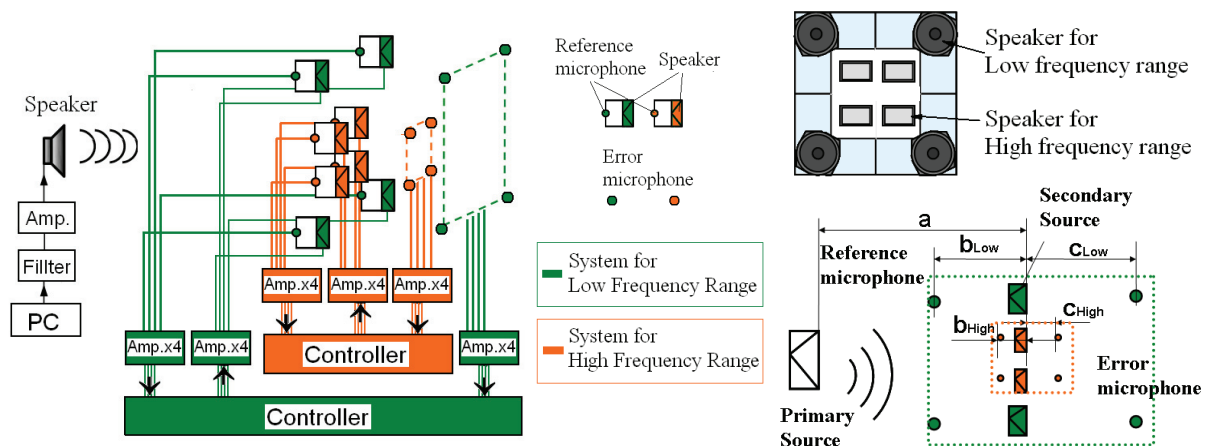 Speaker
Amp.
Fillter
PC
Amp.x4
Amp.x4
Amp.x4
Controller
Amp.x4
Amp.x4
Amp.x4
Controller
Reference
microphone
Speaker
Error
microphone
System for
Low Frequency Range
System for
High Frequency Range
Speaker for
Low frequency range
Speaker for
High frequency range
Secondary
Source
a
bLow
cLow
Reference
microphone
bHigh
cHigh
Error
microphone
Primary
Source